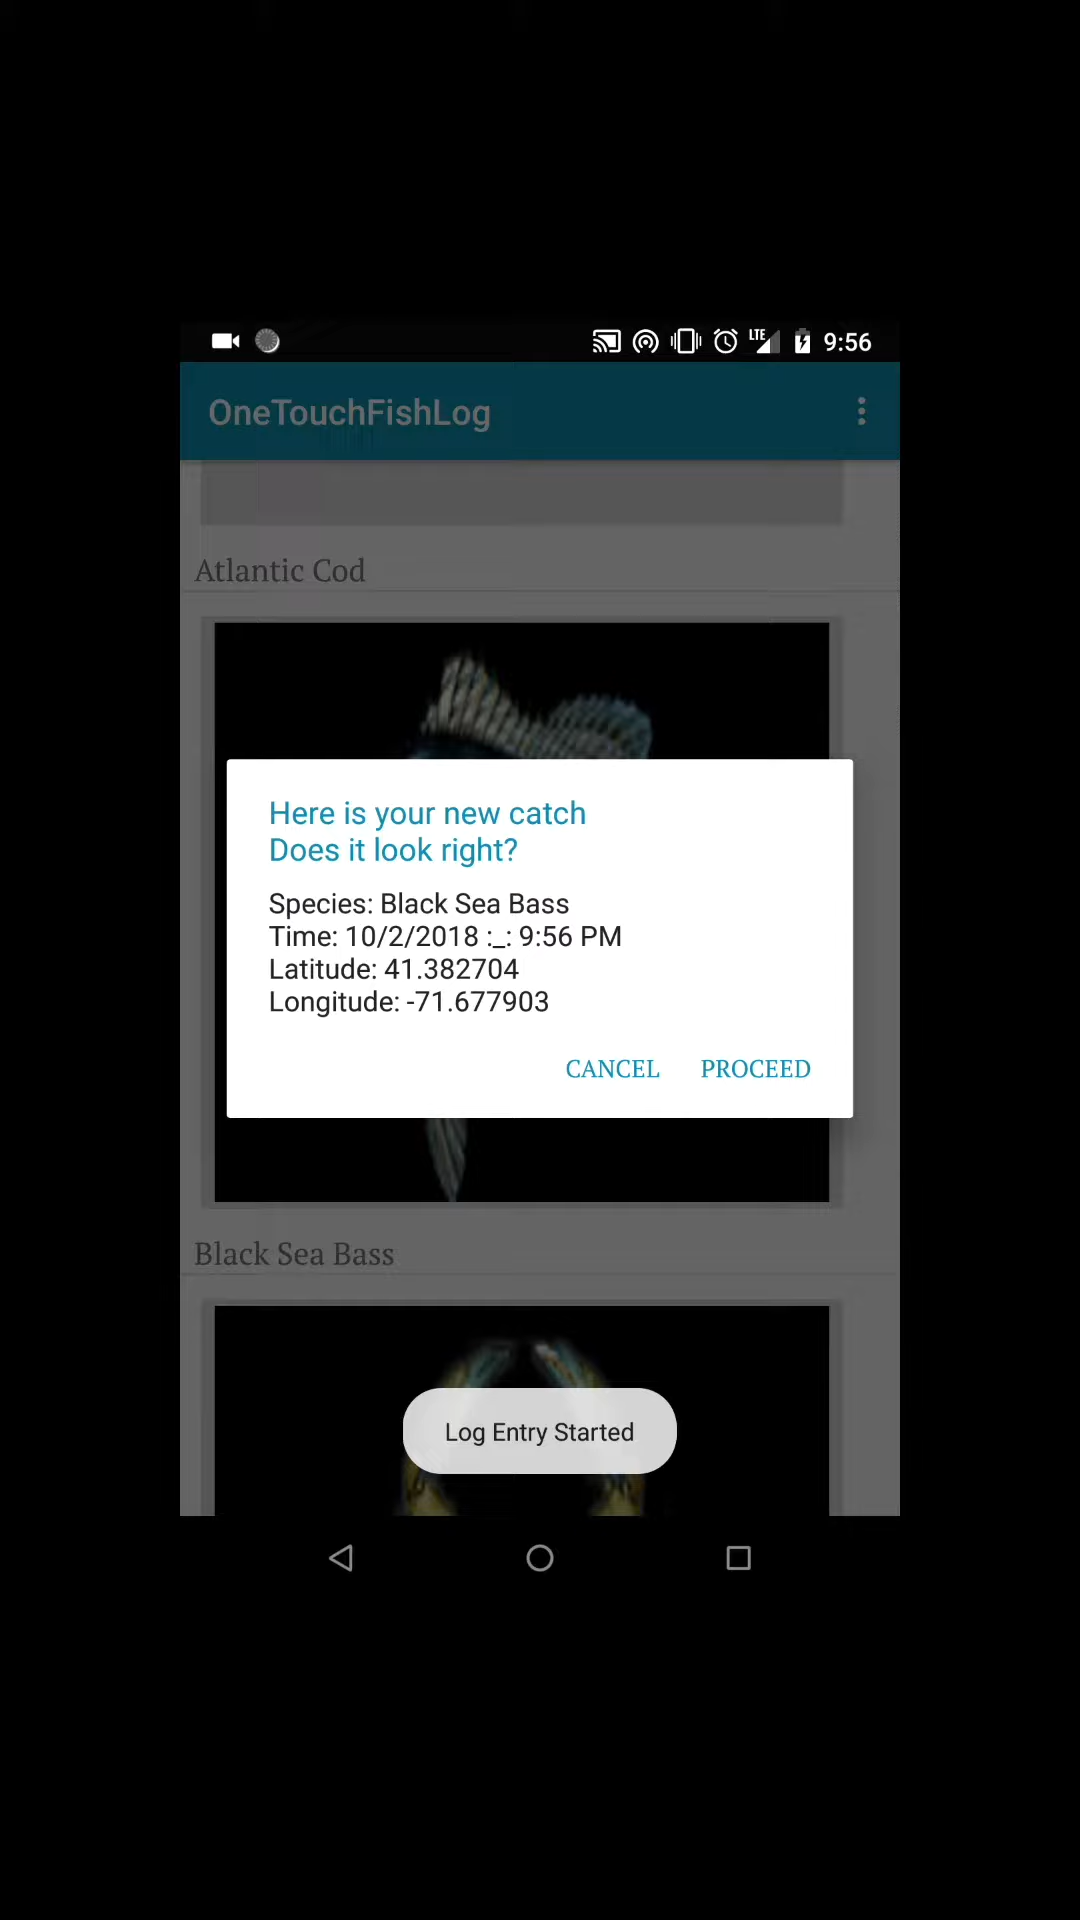 LTE 9:56
OneTouchFishLog
Atlantic Cod
Here is your new catch
Does it look right?
Species: Black Sea Bass
Time: 10/2/2018 :_: 9:56 PM
Latitude: 41.382704
Longitude: -71.677903
CANCEL PROCEED
Black Sea Bass
Log Entry Started